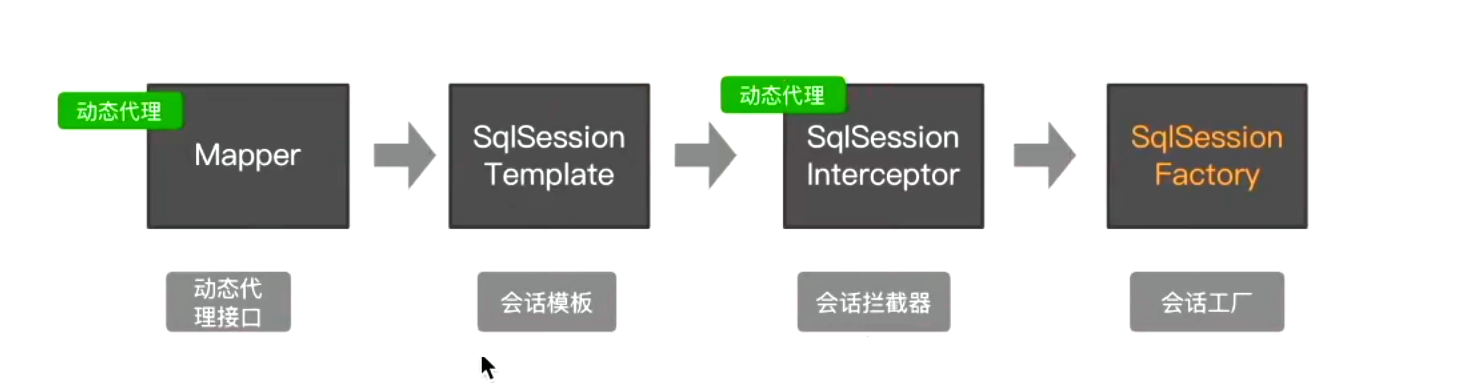 动态代理
Mapper
SqlSession
Template
动态代理
SqlSession
Interceptor
SqlSession
Factory
动态代
理接口
会话模板
会话拦截器
会话工厂